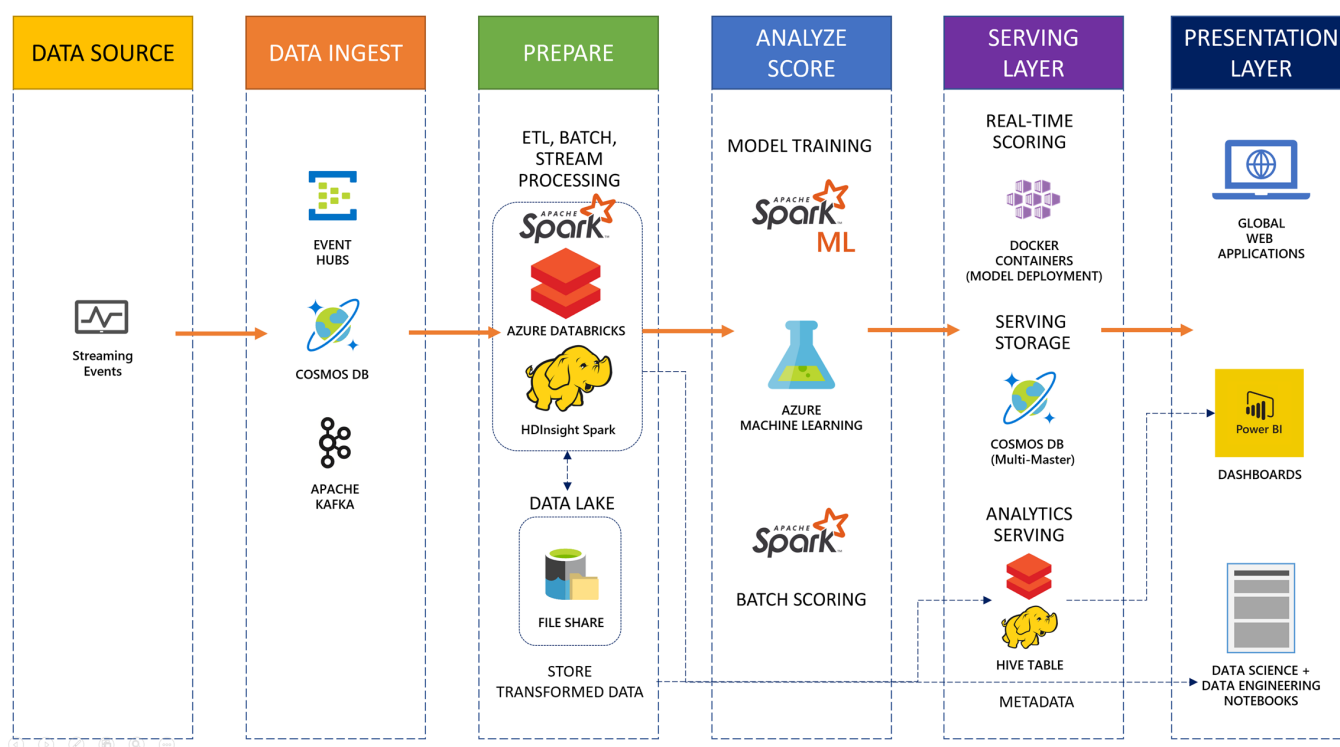 DATA SOURCE
Streaming
Events
DATA INGEST
EVENT
HUBS
COSMOS DB
APACHE
KAFKA
PREPARE
ETL, BATCH,
STREAM
PROCESSING
APACHE
Spark™
AZURE DATABRICKS
HDInsight Spark
DATA LAKE
FILE SHARE
STORE
TRANSFORMED DATA
ANALYZE
SCORE
MODEL TRAINING
APACHE
Spark
ML
AZURE
MACHINE LEARNING
APACHE
Spark™
BATCH SCORING
SERVING
LAYER
REAL-TIME
SCORING
DOCKER
CONTAINERS
(MODEL DEPLOYMENT)
SERVING
STORAGE
COSMOS DB
(Multi-Master)
ANALYTICS
SERVING
HIVE TABLE
METADATA
PRESENTATION
LAYER
GLOBAL
WEB
APPLICATIONS
Power BI
DASHBOARDS
DATA SCIENCE +
DATA ENGINEERING
NOTEBOOKS